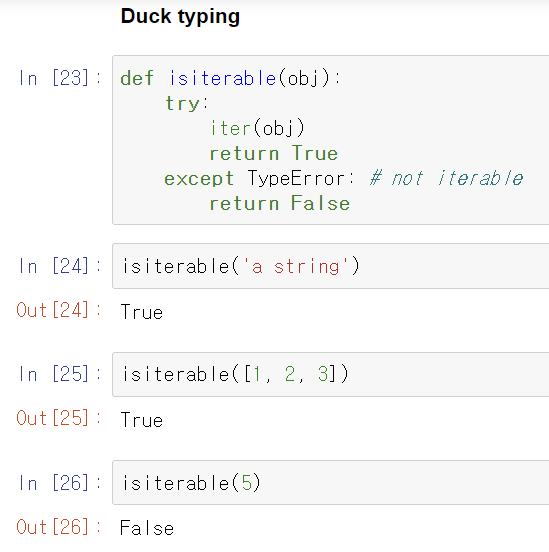 Duck typing
In [23]: def isiterable(obj):
    try:
        iter(obj)
        return True
    except TypeError: # not iterable
        return False
In [24]: isiterable('a string')
Out[24]: True
In [25]: isiterable([1, 2, 3])
Out[25]: True
In [26]: isiterable(5)
Out[26]: False